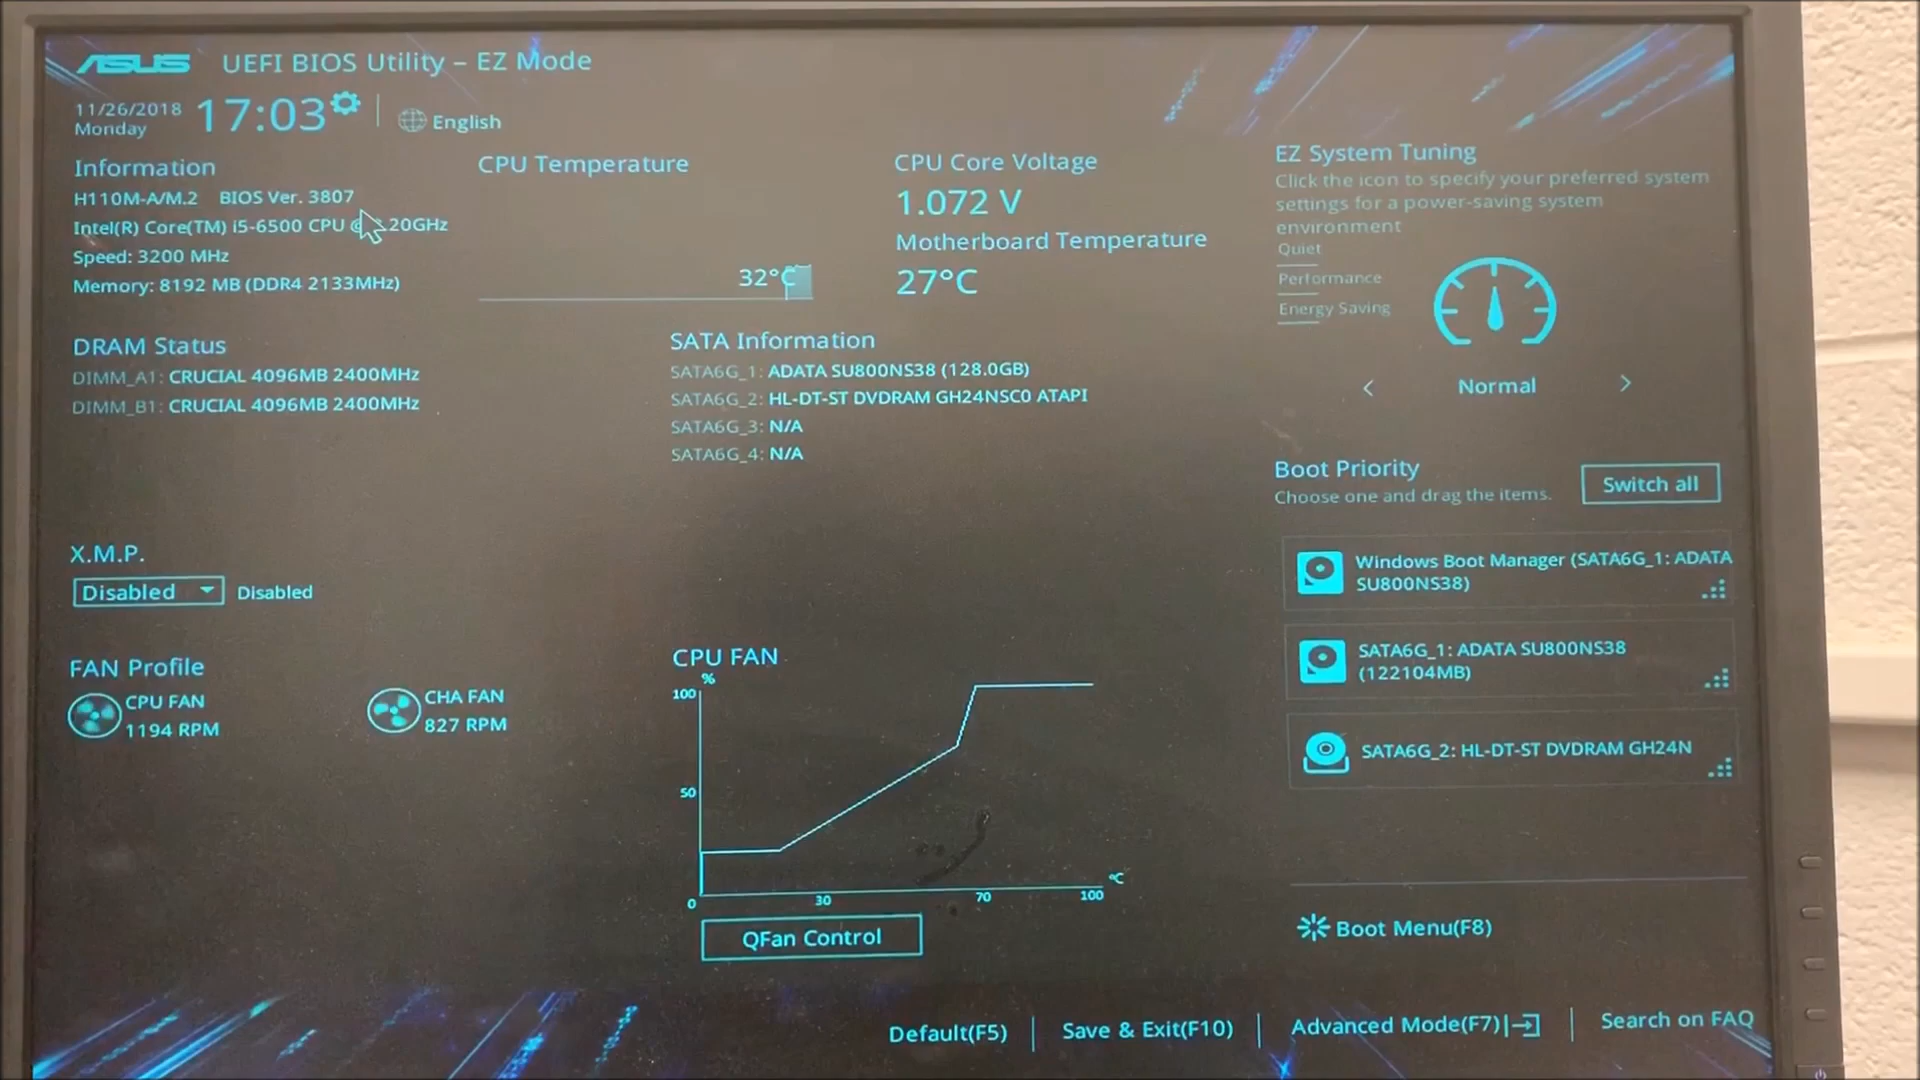 ASUS UEFI BIOS Utility – EZ Mode
11/26/2018
Monday
17:03
English
Information
H110M-A/M.2 BIOS Ver. 3807
Intel(R) Core(TM) i5-6500 CPU @ .20GHz
Speed: 3200 MHz
Memory: 8192 MB (DDR4 2133MHz)
CPU Temperature
32°C
CPU Core Voltage
1.072 V
Motherboard Temperature
27°C
EZ System Tuning
Click the icon to specify your preferred system
settings for a power-saving system
environment
Quiet
Performance
Energy Saving
Normal
DRAM Status
DIMM_A1: CRUCIAL 4096MB 2400MHz
DIMM_B1: CRUCIAL 4096MB 2400MHz
SATA Information
SATA6G_1: ADATA SU800NS38 (128.0GB)
SATA6G_2: HL-DT-ST DVDRAM GH24NSC0 ATAPI
SATA6G_3: N/A
SATA6G_4: N/A
Boot Priority
Choose one and drag the items.
Switch all
Windows Boot Manager (SATA6G_1: ADATA
SU800NS38)
SATA6G_1: ADATA SU800NS38
(122104MB)
SATA6G_2: HL-DT-ST DVDRAM GH24N
X.M.P.
Disabled Disabled
FAN Profile
CPU FAN
1194 RPM
CHA FAN
827 RPM
CPU FAN
%
100
50
0 30 70 100
°C
QFan Control
Boot Menu(F8)
Default(F5) Save & Exit(F10) Advanced Mode(F7) Search on FAQ